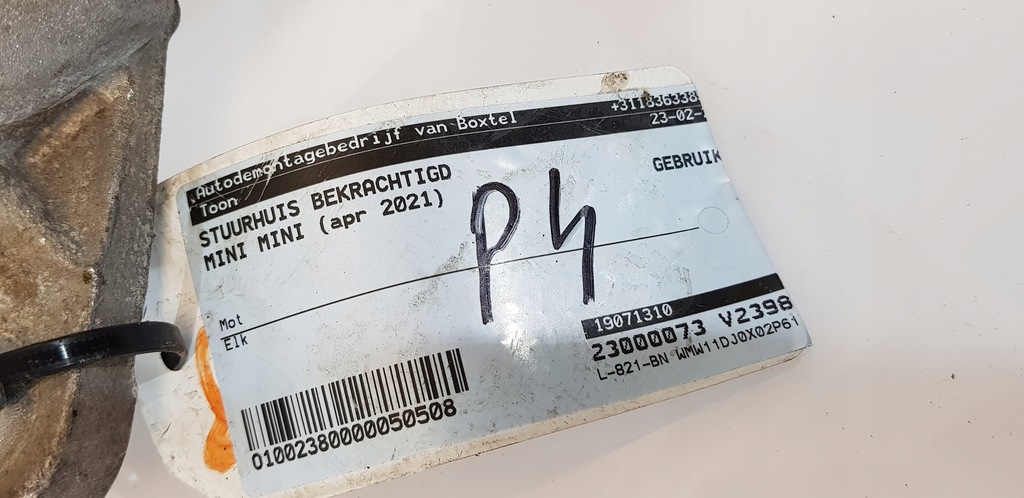 Autodemontagebedrijf van Boxtel +311836338
Toon 23-02-
STUURHUIS BEKRACHTIGD GEBRUIK
MINI MINI (apr 2021)
P4
Mot
Elk
19071310
23000073 V2398
L-821-BN WMW11DJ0X02P61
01002380000050508